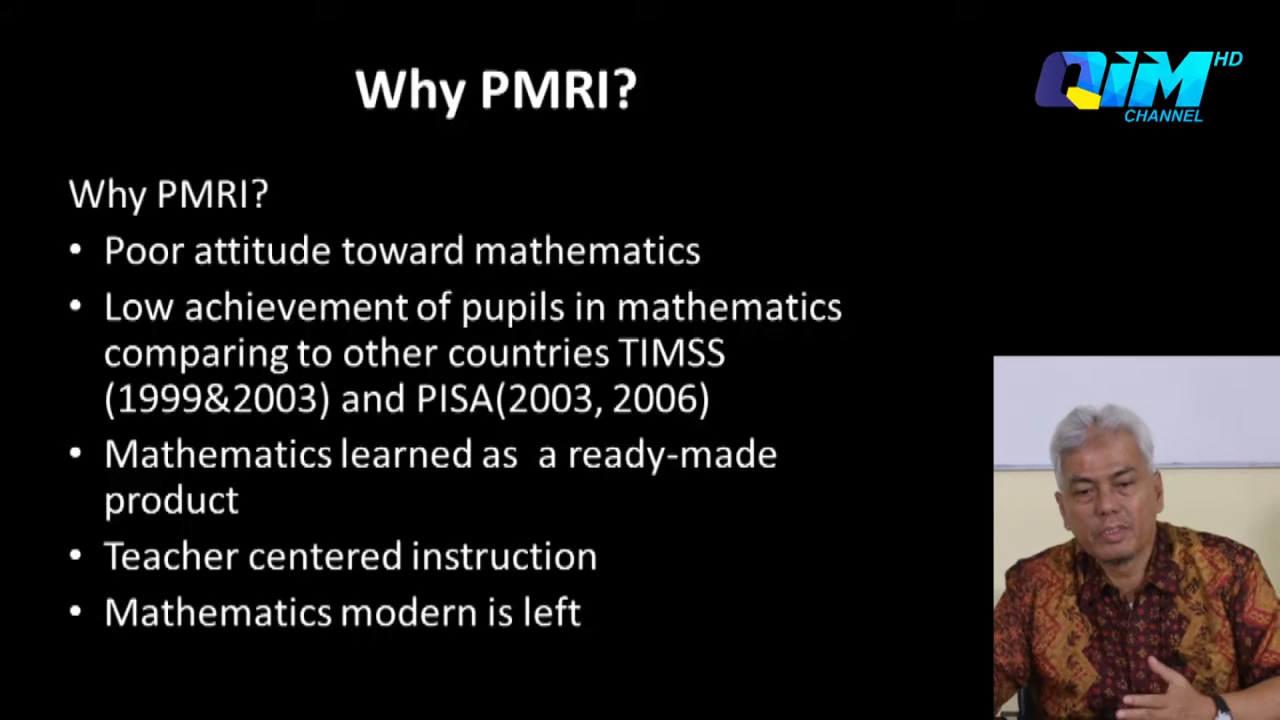 Why PMRI?
QIM HD
CHANNEL
Why PMRI?
• Poor attitude toward mathematics
• Low achievement of pupils in mathematics
comparing to other countries TIMSS
(1999&2003) and PISA(2003, 2006)
• Mathematics learned as a ready-made
product
• Teacher centered instruction
• Mathematics modern is left